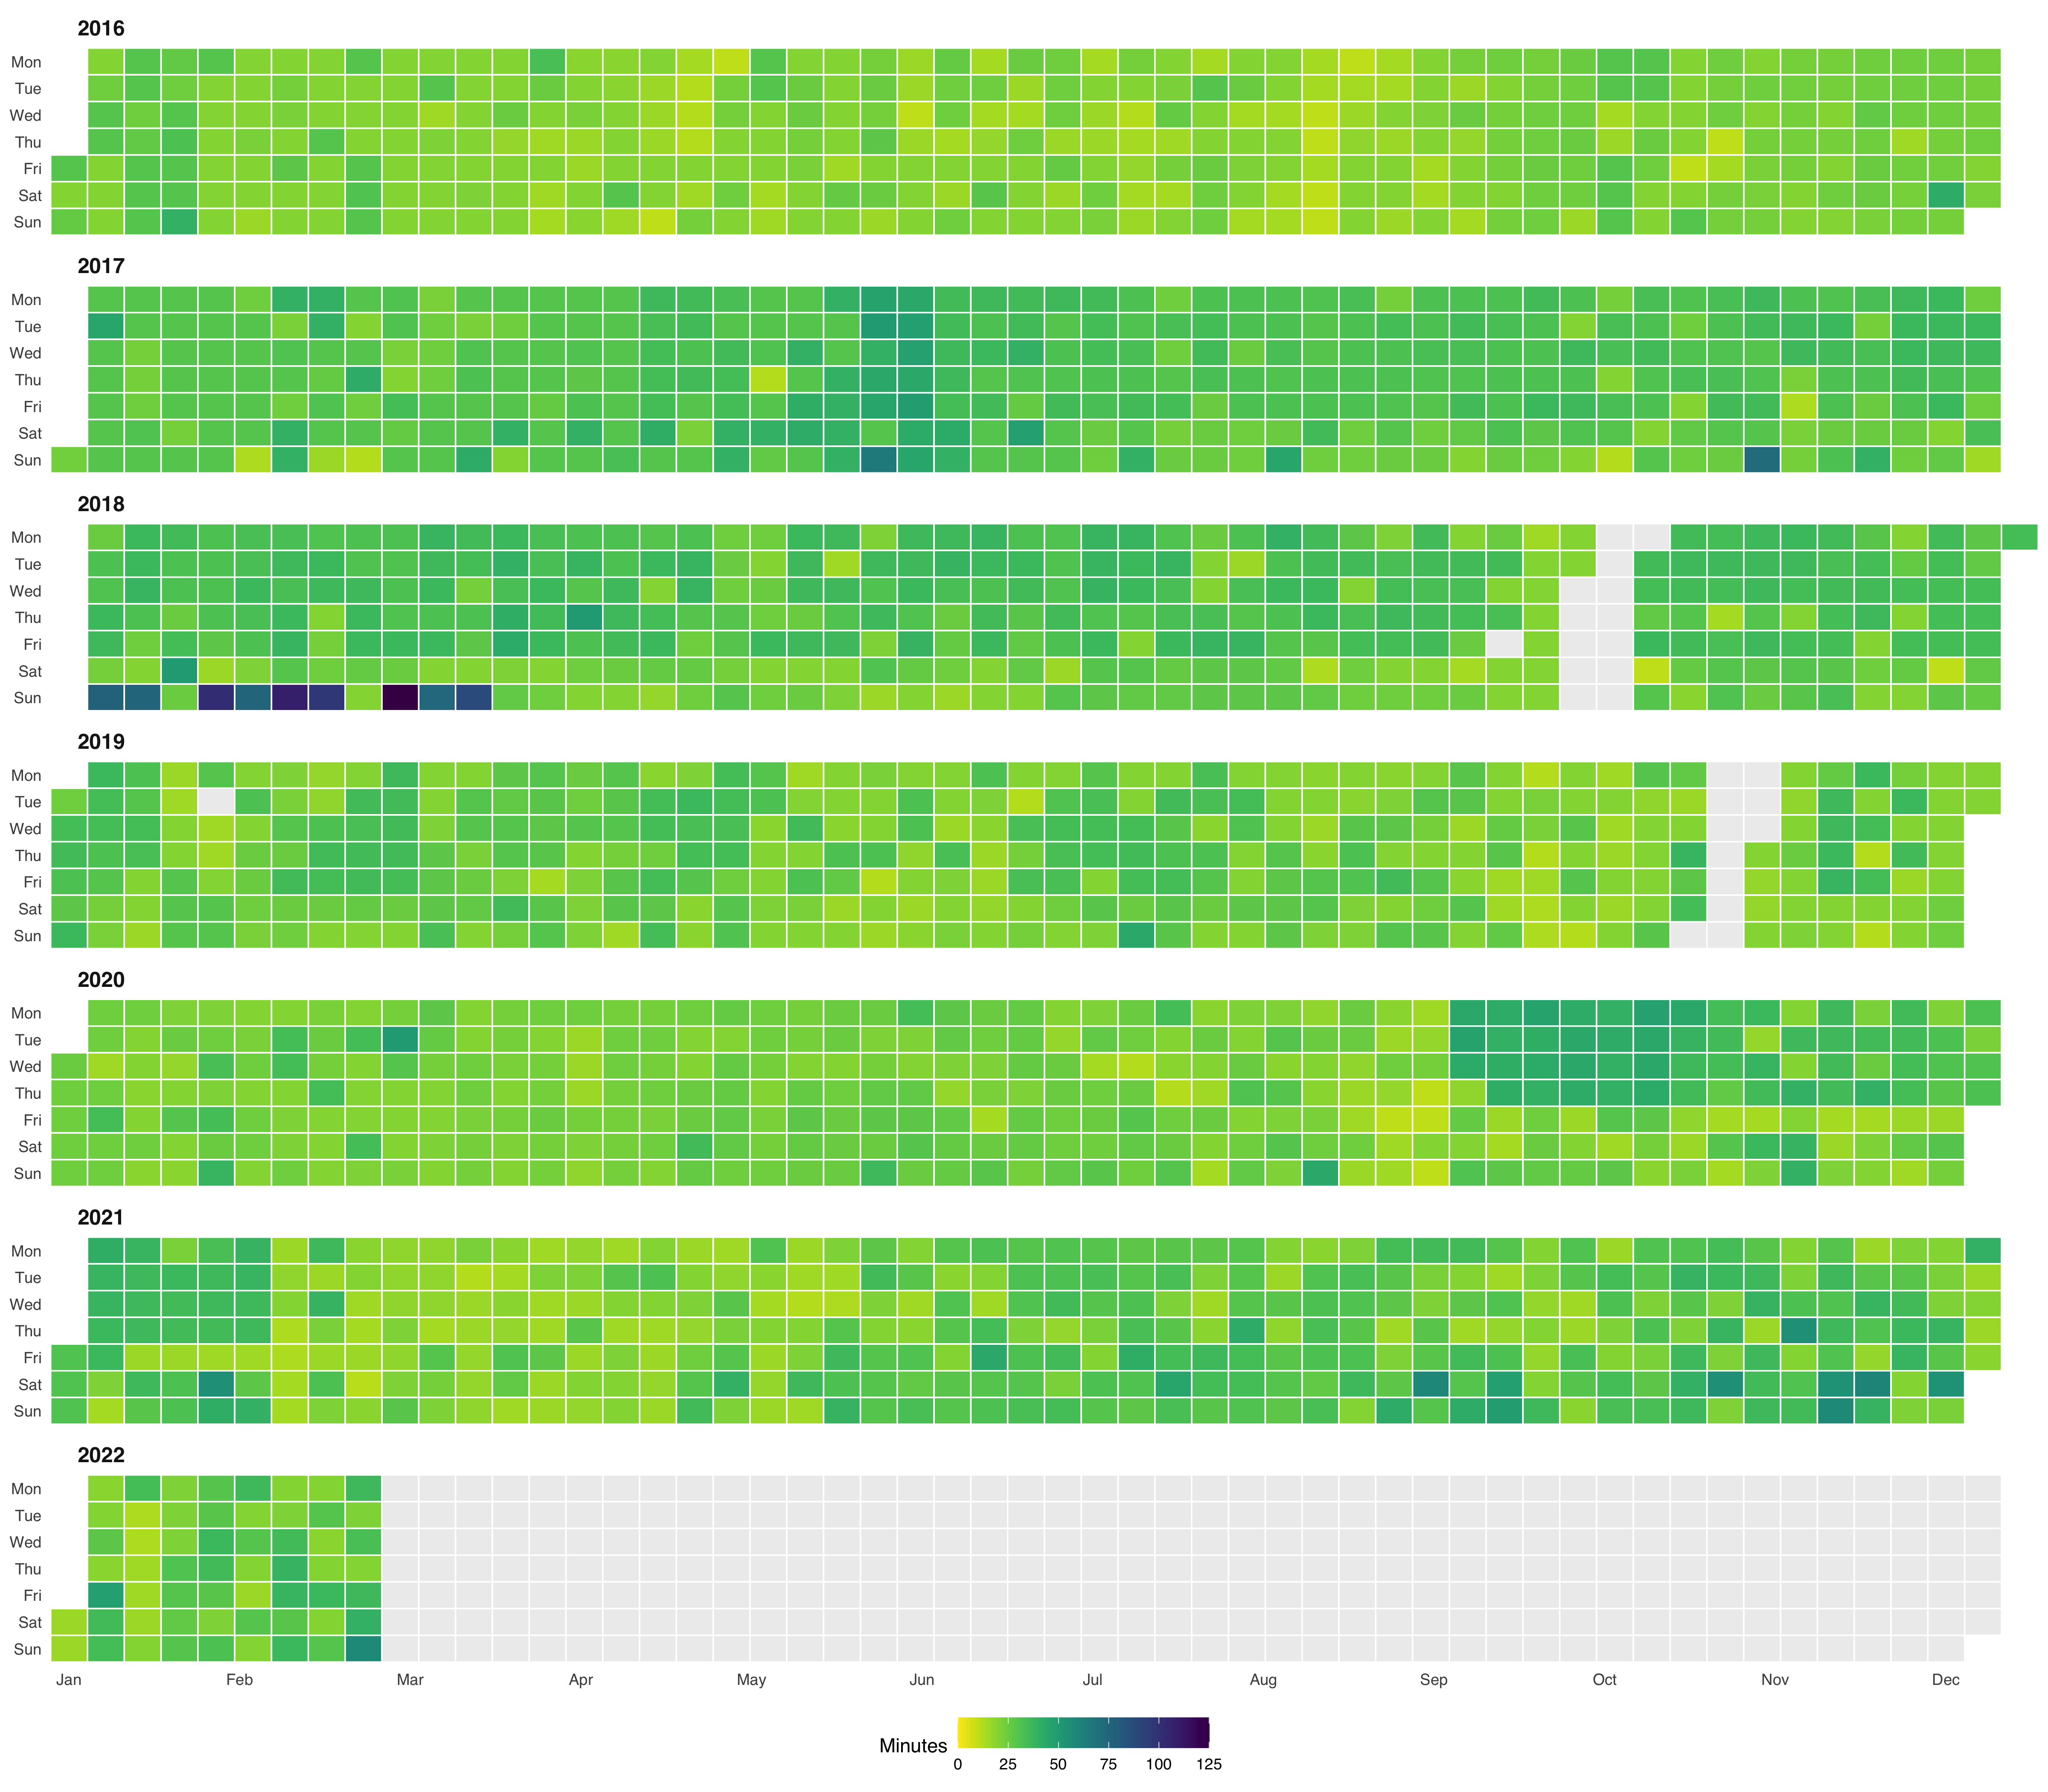 2016
Mon
Tue
Wed
Thu
Fri
Sat
Sun
2017
Mon
Tue
Wed
Thu
Fri
Sat
Sun
2018
Mon
Tue
Wed
Thu
Fri
Sat
Sun
2019
Mon
Tue
Wed
Thu
Fri
Sat
Sun
2020
Mon
Tue
Wed
Thu
Fri
Sat
Sun
2021
Mon
Tue
Wed
Thu
Fri
Sat
Sun
2022
Mon
Tue
Wed
Thu
Fri
Sat
Sun
Jan Feb Mar Apr May Jun Jul Aug Sep Oct Nov Dec
Minutes
0 25 50 75 100 125